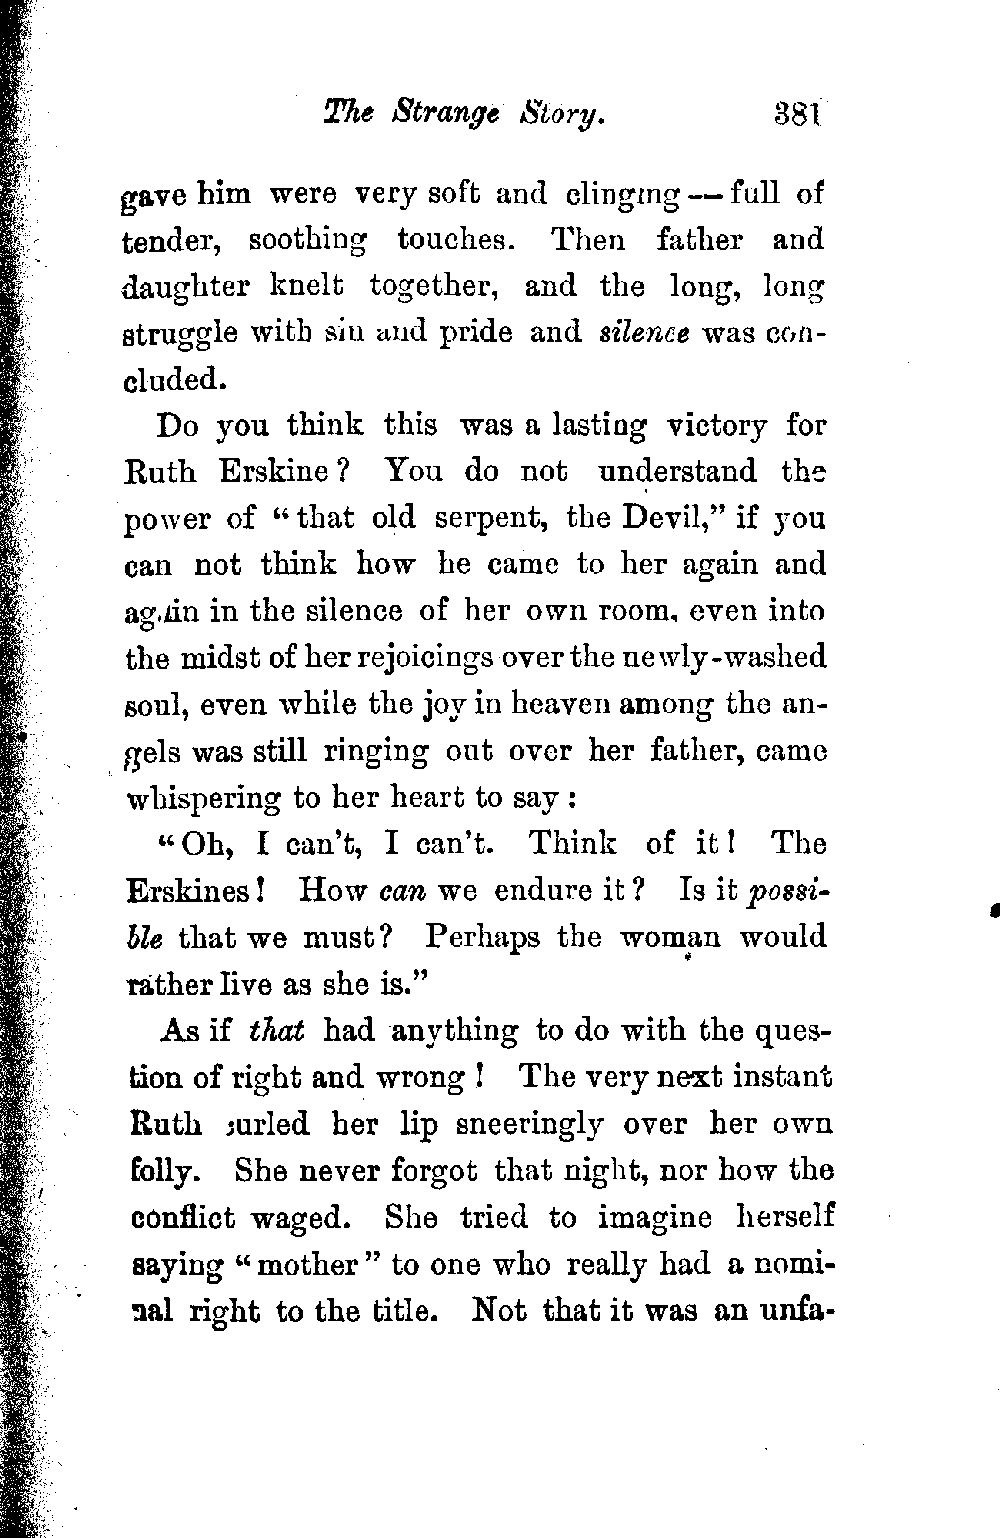 The Strange Story. 381
gave him were very soft and clinging — full of
tender, soothing touches. Then father and
daughter knelt together, and the long, long
struggle with sin and pride and silence was con-
cluded.
Do you think this was a lasting victory for
Ruth Erskine? You do not understand the
power of “that old serpent, the Devil,” if you
can not think how he came to her again and
again in the silence of her own room, even into
the midst of her rejoicings over the newly-washed
soul, even while the joy in heaven among the an-
gels was still ringing out over her father, came
whispering to her heart to say:
“Oh, I can't, I can't. Think of it! The
Erskines! How can we endure it? Is it possi-
ble that we must? Perhaps the woman would
rather live as she is.”
As if that had anything to do with the ques-
tion of right and wrong! The very next instant
Ruth curled her lip sneeringly over her own
folly. She never forgot that night, nor how the
conflict waged. She tried to imagine herself
saying “mother” to one who really had a nomi-
nal right to the title. Not that it was an unfa-